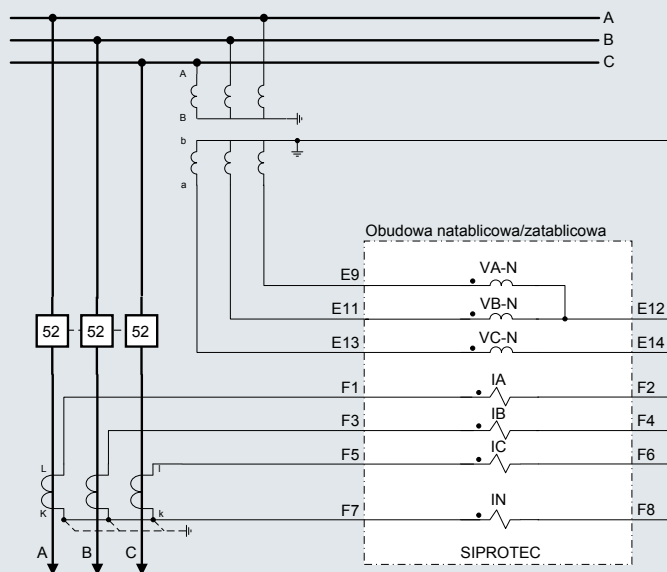 A
B
C
A
B
b
a
Obudowa natablicowa/zatablicowa
E9 VA-N
E11 VB-N E12
52 52 52
E13 VC-N E14
F1 IA F2
F3 IB F4
F5 IC F6
L l
K k
F7 IN F8
A B C
SIPROTEC